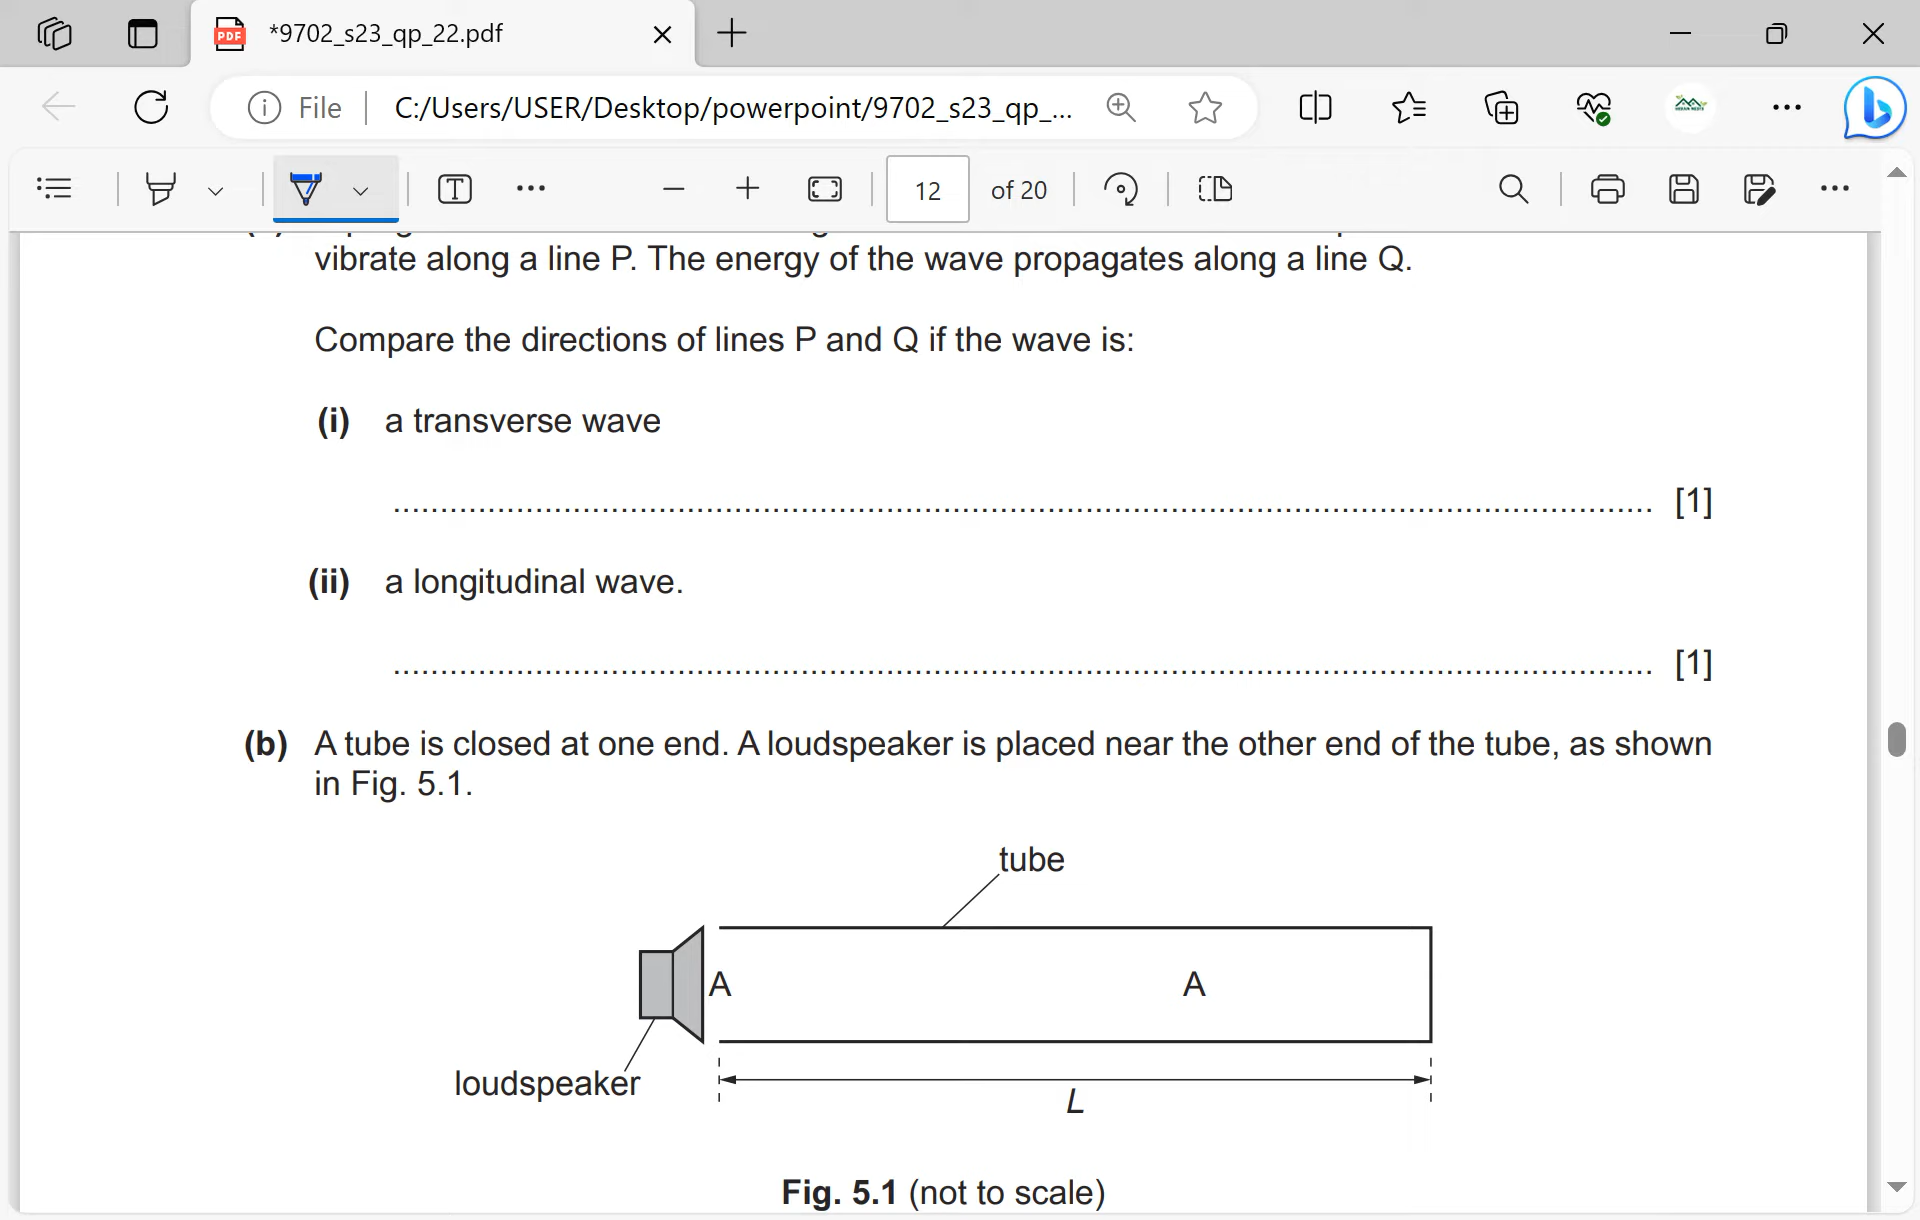 *9702_s23_qp_22.pdf
File C:/Users/USER/Desktop/powerpoint/9702_s23_qp_...
12 of 20
vibrate along a line P. The energy of the wave propagates along a line Q.
Compare the directions of lines P and Q if the wave is:
(i) a transverse wave
.......................................................................................................................... [1]
(ii) a longitudinal wave.
.......................................................................................................................... [1]
(b) A tube is closed at one end. A loudspeaker is placed near the other end of the tube, as shown
in Fig. 5.1.
tube
A A
loudspeaker
L
Fig. 5.1 (not to scale)